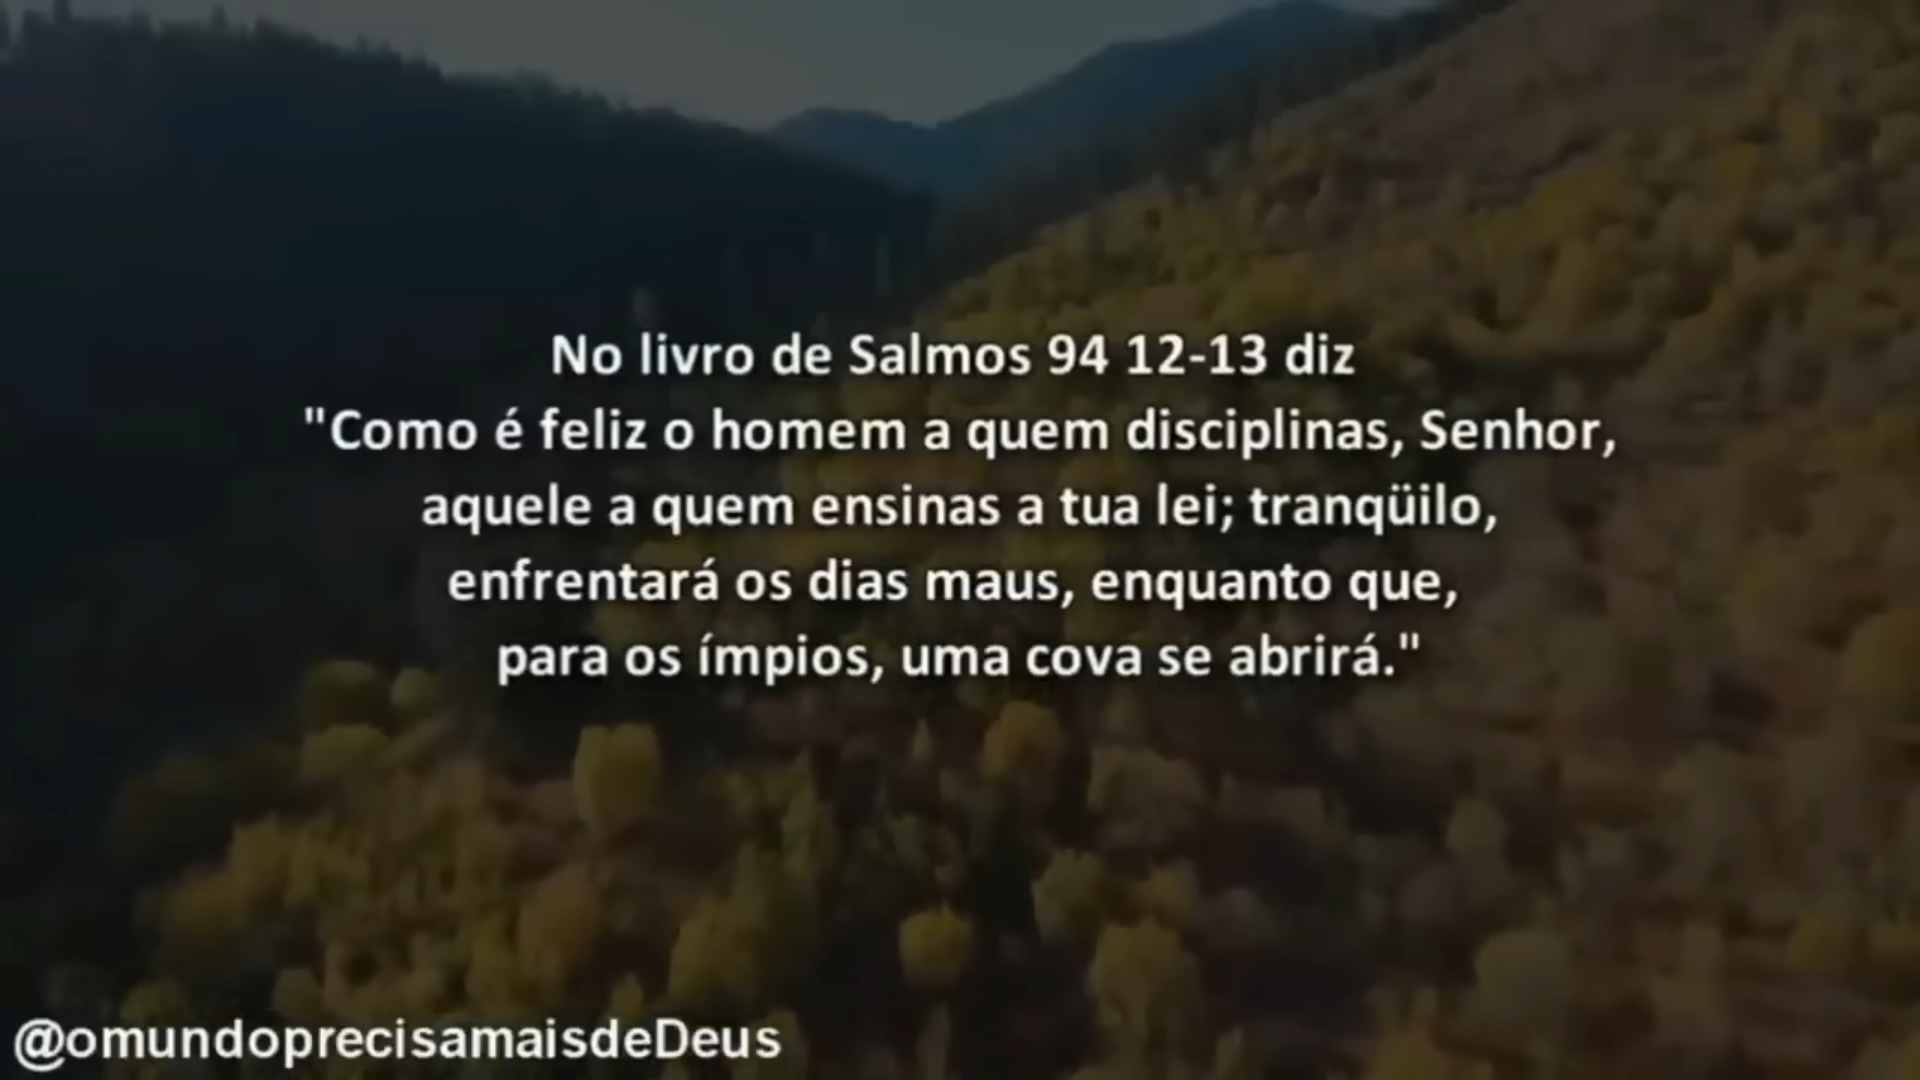 No livro de Salmos 94 12-13 diz
"Como é feliz o homem a quem disciplinas, Senhor,
aquele a quem ensinas a tua lei; tranqüilo,
enfrentará os dias maus, enquanto que,
para os ímpios, uma cova se abrirá."
@omundoprecisamaisdeDeus